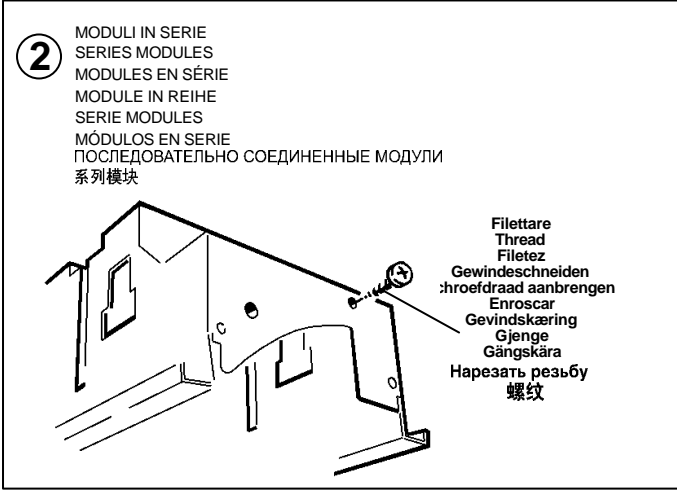 2
MODULI IN SERIE
SERIES MODULES
MODULES EN SÉRIE
MODULE IN REIHE
SERIE MODULES
MÓDULOS EN SERIE
ПОСЛЕДОВАТЕЛЬНО СОЕДИНЕННЫЕ МОДУЛИ
系列模块
Filettare
Thread
Filetez
Gewindeschneiden
chroefdraad aanbrengen
Enroscar
Gevindskæring
Gjenge
Gängskära
Нарезать резьбу
螺纹